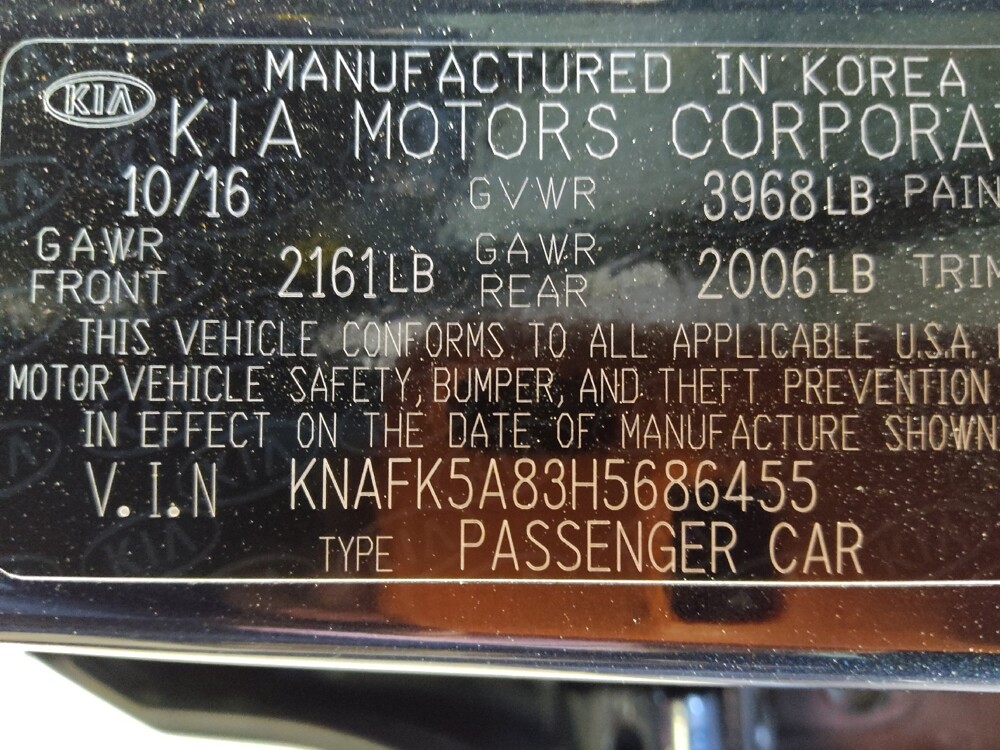 MANUFACTURED IN KOREA
KIA
KIA MOTORS CORPORAT
10/16 GVWR 3968LB PAIN
GAWR FRONT 2161LB GAWR REAR 2006LB TRIM
THIS VEHICLE CONFORMS TO ALL APPLICABLE U.S.A.
MOTOR VEHICLE SAFETY, BUMPER, AND THEFT PREVENTION
IN EFFECT ON THE DATE OF MANUFACTURE SHOWN
V.I.N KNAFK5A83H5686455
TYPE PASSENGER CAR